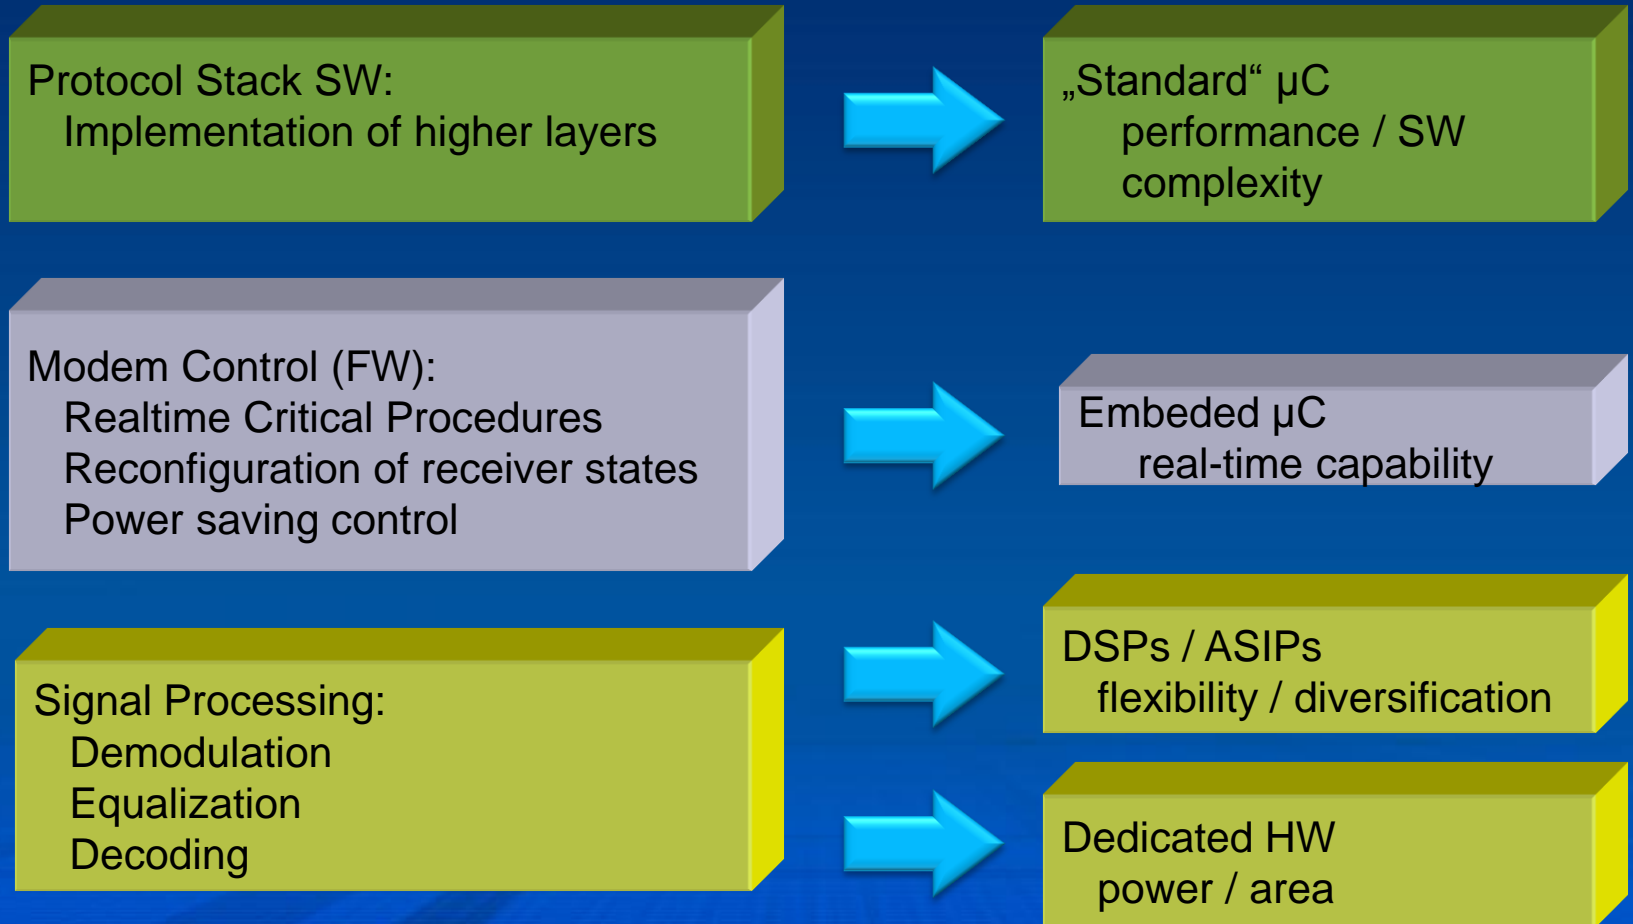 Protocol Stack SW:
Implementation of higher layers
„Standard“ µC
performance / SW
complexity
Modem Control (FW):
Realtime Critical Procedures
Reconfiguration of receiver states
Power saving control
Embeded µC
real-time capability
Signal Processing:
Demodulation
Equalization
Decoding
DSPs / ASIPs
flexibility / diversification
Dedicated HW
power / area